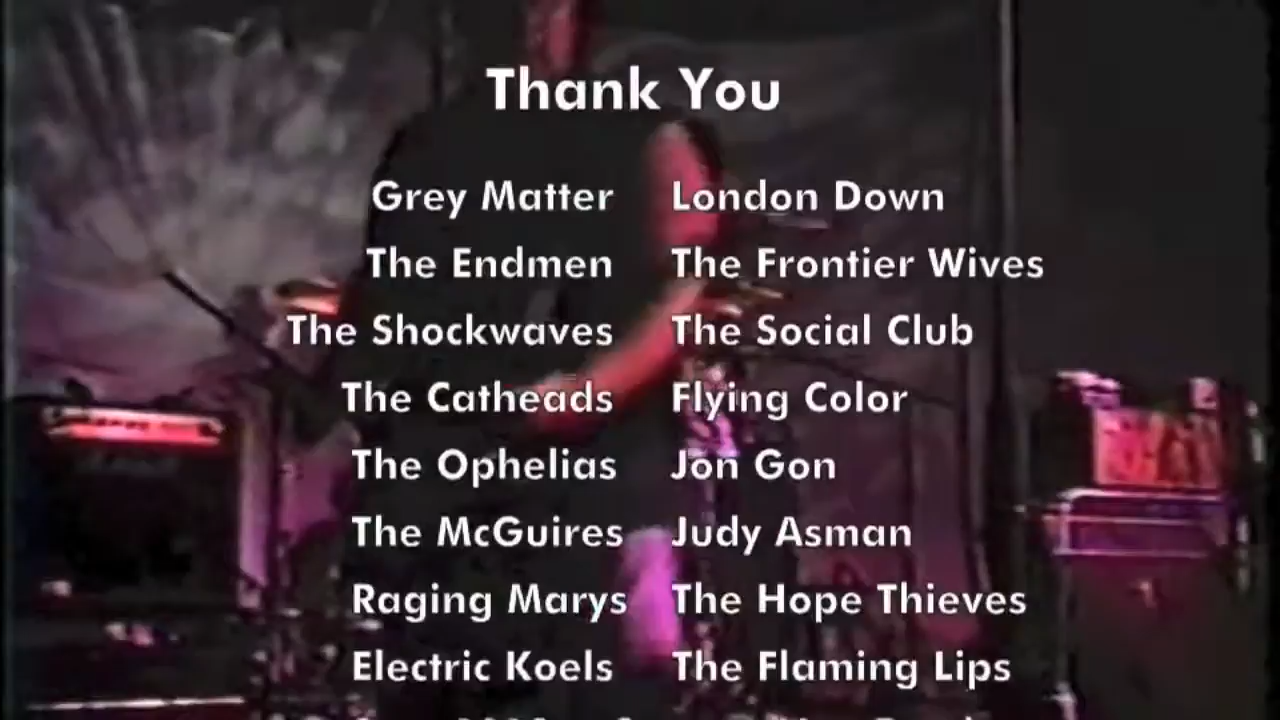 Thank You
Grey Matter London Down
The Endmen The Frontier Wives
The Shockwaves The Social Club
The Catheads Flying Color
The Ophelias Jon Gon
The McGuires Judy Asman
Raging Marys The Hope Thieves
Electric Koels The Flaming Lips